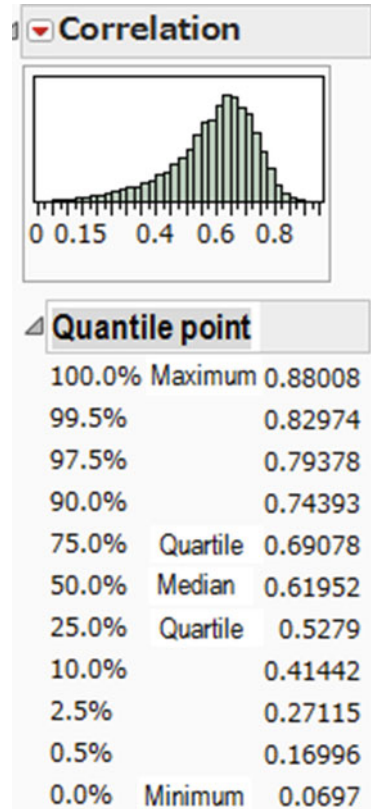 Correlation
0 0.15 0.4 0.6 0.8
Quantile point
100.0% Maximum 0.88008
99.5% 0.82974
97.5% 0.79378
90.0% 0.74393
75.0% Quartile 0.69078
50.0% Median 0.61952
25.0% Quartile 0.5279
10.0% 0.41442
2.5% 0.27115
0.5% 0.16996
0.0% Minimum 0.0697